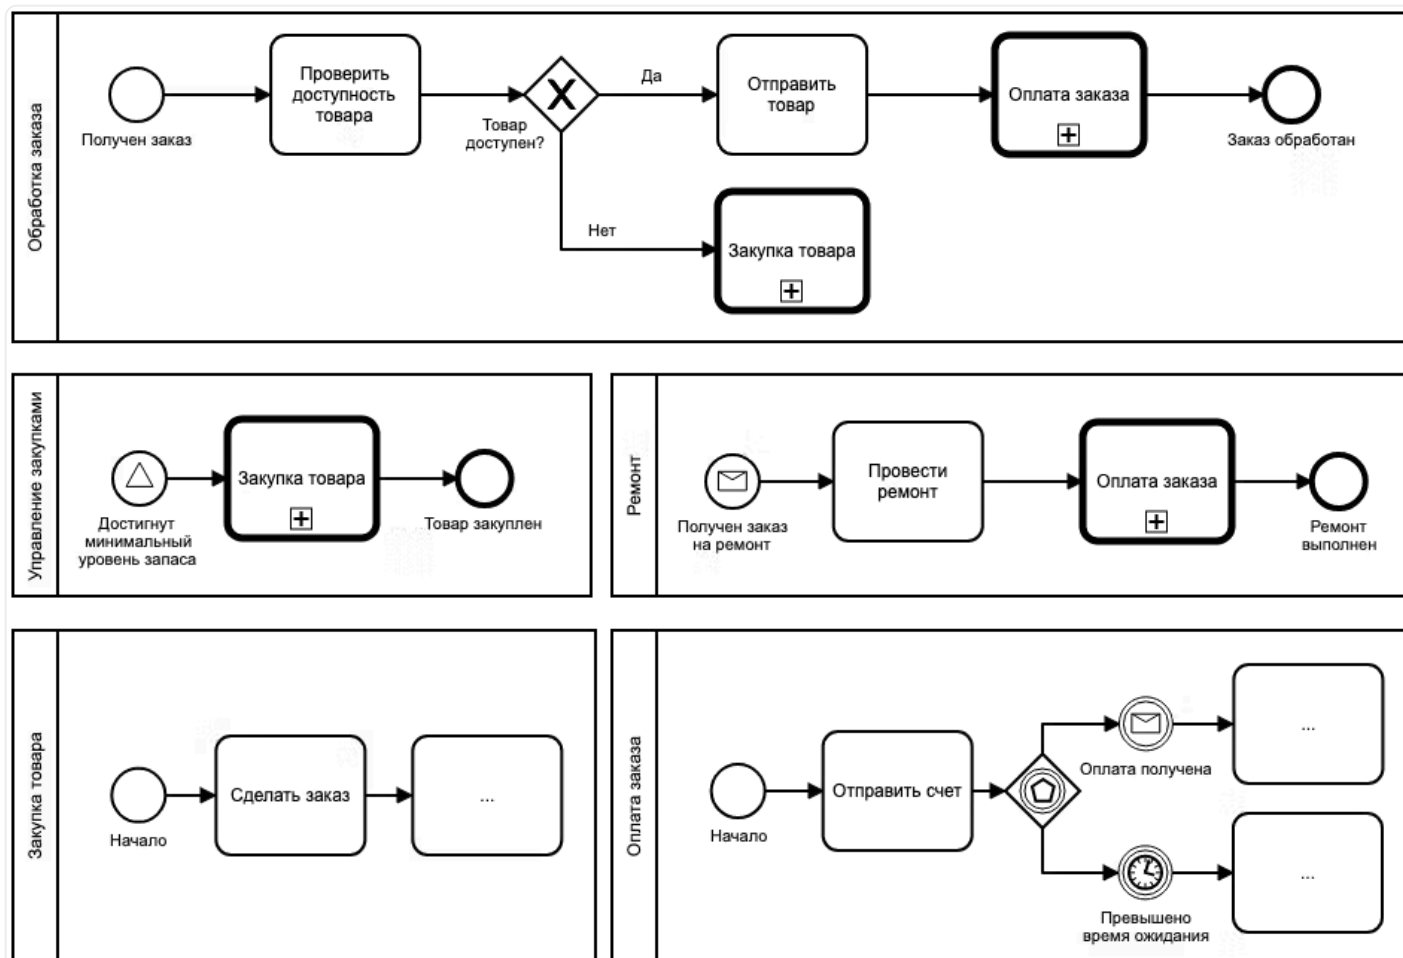 Обработка заказа
Получен заказ
Проверить
доступность
товара
Товар
доступен?
Да
Отправить
товар
Оплата заказа
Заказ обработан
Нет
Закупка товара
Управление закупками
Достигнут
минимальный
уровень запаса
Закупка товара
Товар закуплен
Ремонт
Получен заказ
на ремонт
Провести
ремонт
Оплата заказа
Ремонт
выполнен
Закупка товара
Начало
Сделать заказ
...
Оплата заказа
Начало
Отправить счет
Оплата получена
...
Превышено
время ожидания
...